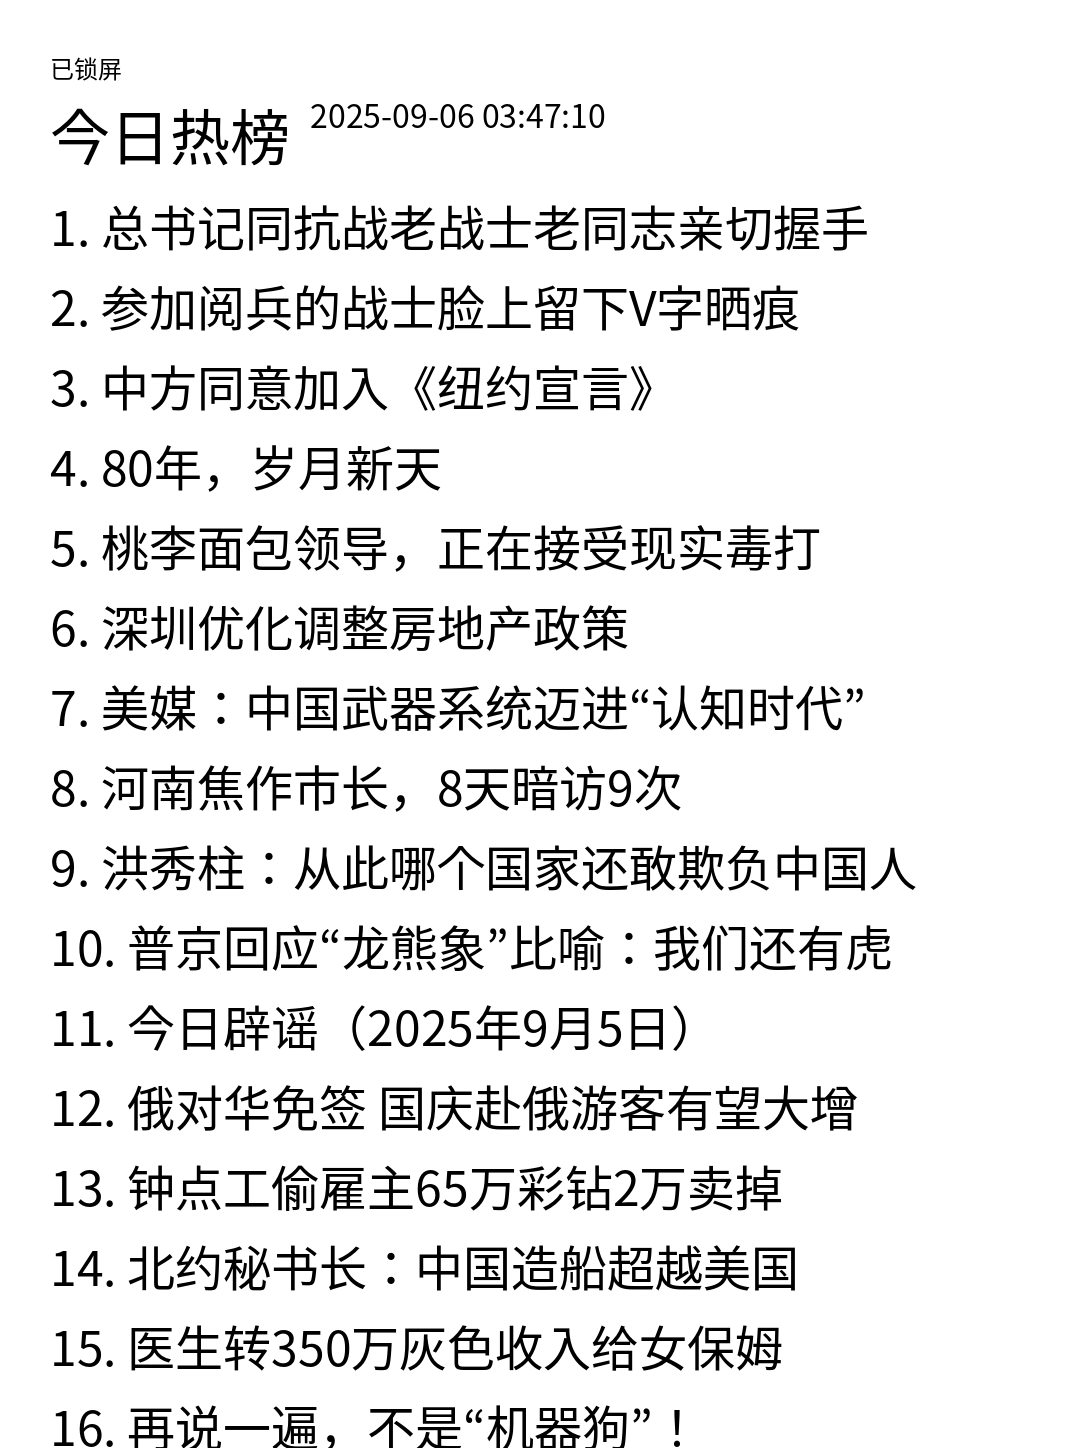 已锁屏
今日热榜 2025-09-06 03:47:10
1. 总书记同抗战老战士老同志亲切握手
2. 参加阅兵的战士脸上留下V字晒痕
3. 中方同意加入《纽约宣言》
4. 80年，岁月新天
5. 桃李面包领导，正在接受现实毒打
6. 深圳优化调整房地产政策
7. 美媒：中国武器系统迈进“认知时代”
8. 河南焦作市长，8天暗访9次
9. 洪秀柱：从此哪个国家还敢欺负中国人
10. 普京回应“龙熊象”比喻：我们还有虎
11. 今日辟谣（2025年9月5日）
12. 俄对华免签 国庆赴俄游客有望大增
13. 钟点工偷雇主65万彩钻2万卖掉
14. 北约秘书长：中国造船超越美国
15. 医生转350万灰色收入给女保姆
16. 再说一遍，不是“机器狗”！